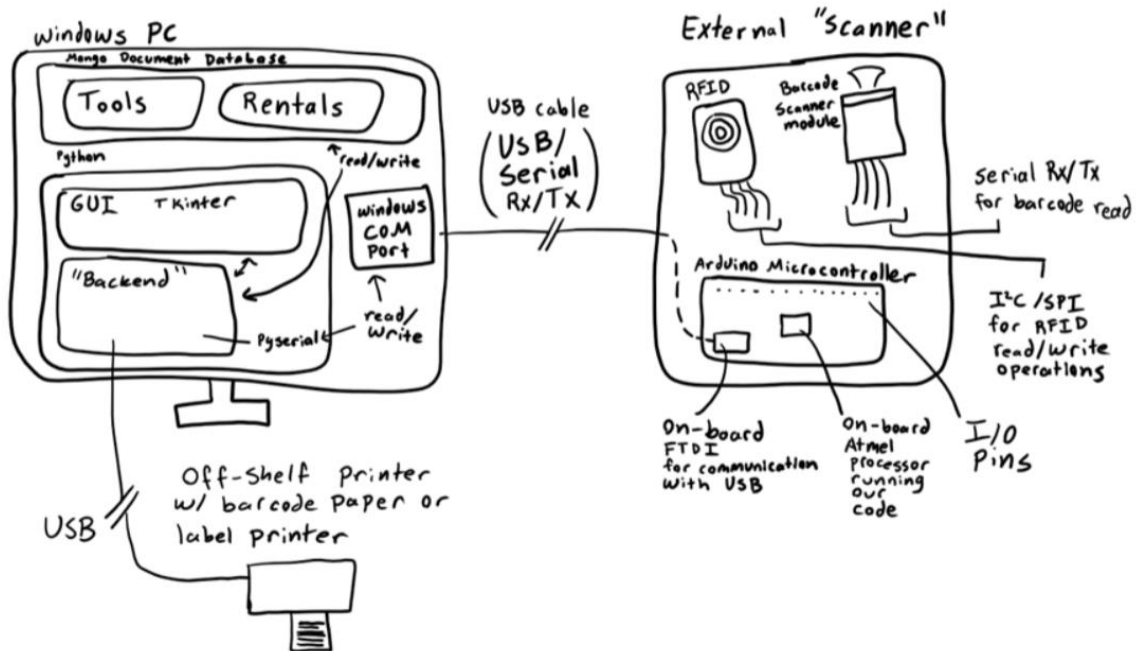 Windows PC
Mongo Document Database
Tools
Rentals
Python
read/write
GUI TKinter
Windows
COM
Port
"Backend"
Pyserial
read/
write
USB cable
(USB/
Serial
Rx/TX)
External "Scanner"
RFID
Barcode
Scanner
module
serial Rx/Tx
for barcode read
Arduino Microcontroller
I²C/SPI
for RFID
read/write
operations
On-board
FTDI
for communication
with USB
On-board
Atmel
processor
running
our
code
I/O
Pins
Off-Shelf Printer
w/ barcode paper or
label printer
USB